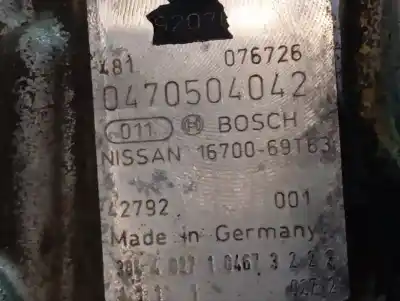 481 076726
0470504042
011 BOSCH
NISSAN 16700-69T63
42792 001
Made in Germany